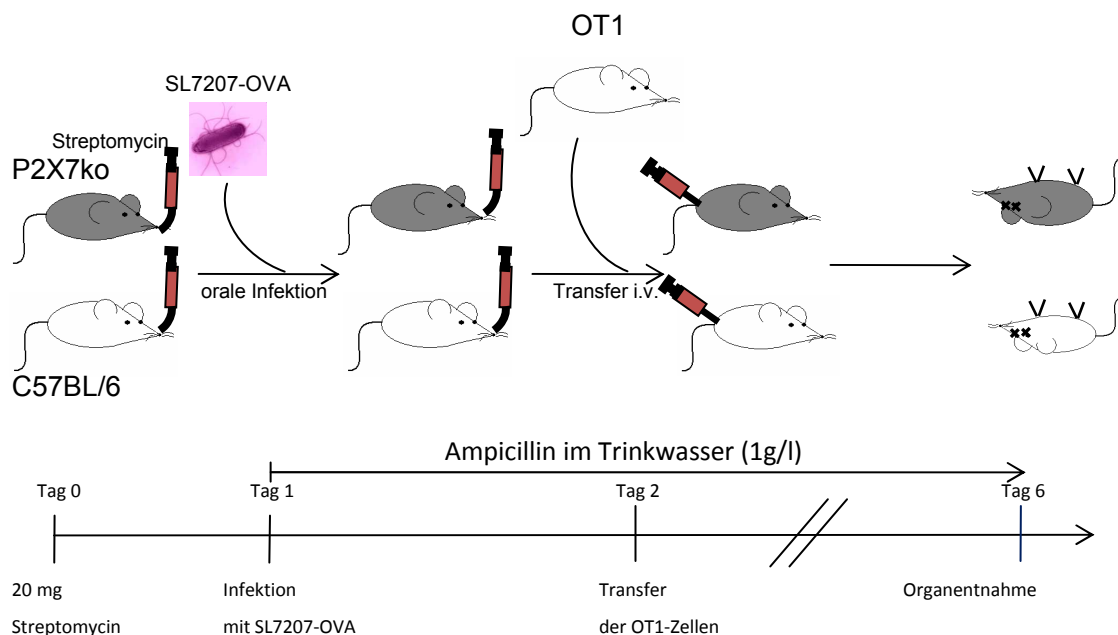 OT1
SL7207-OVA
Streptomycin
P2X7ko
orale Infektion
Transfer i.v.
C57BL/6
Ampicillin im Trinkwasser (1g/l)
Tag 0
Tag 1
Tag 2
Tag 6
20 mg
Streptomycin
Infektion
mit SL7207-OVA
Transfer
der OT1-Zellen
Organentnahme